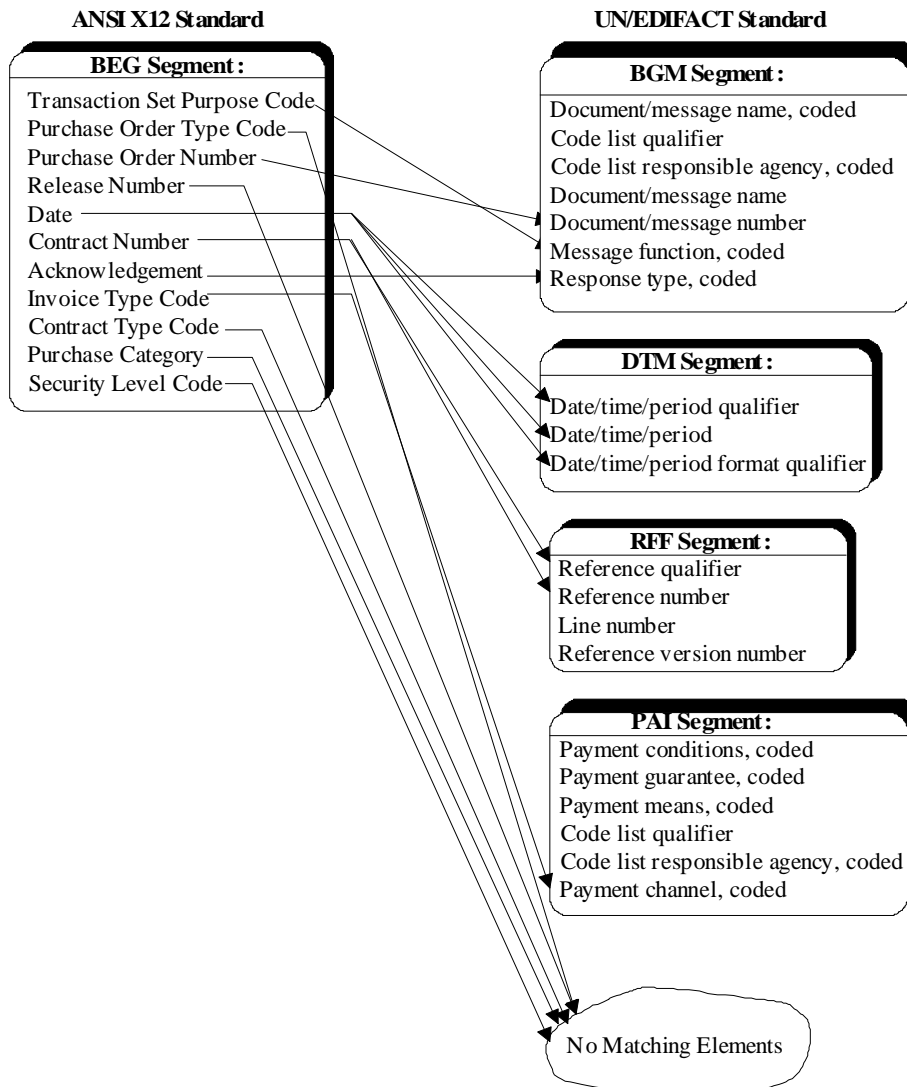 ANSI X12 Standard
BEG Segment:
Transaction Set Purpose Code
Purchase Order Type Code
Purchase Order Number
Release Number
Date
Contract Number
Acknowledgement
Invoice Type Code
Contract Type Code
Purchase Category
Security Level Code
UN/EDIFACT Standard
BGM Segment:
Document/message name, coded
Code list qualifier
Code list responsible agency, coded
Document/message name
Document/message number
Message function, coded
Response type, coded
DTM Segment:
Date/time/period qualifier
Date/time/period
Date/time/period format qualifier
RFF Segment:
Reference qualifier
Reference number
Line number
Reference version number
PAI Segment:
Payment conditions, coded
Payment guarantee, coded
Payment means, coded
Code list qualifier
Code list responsible agency, coded
Payment channel, coded
No Matching Elements